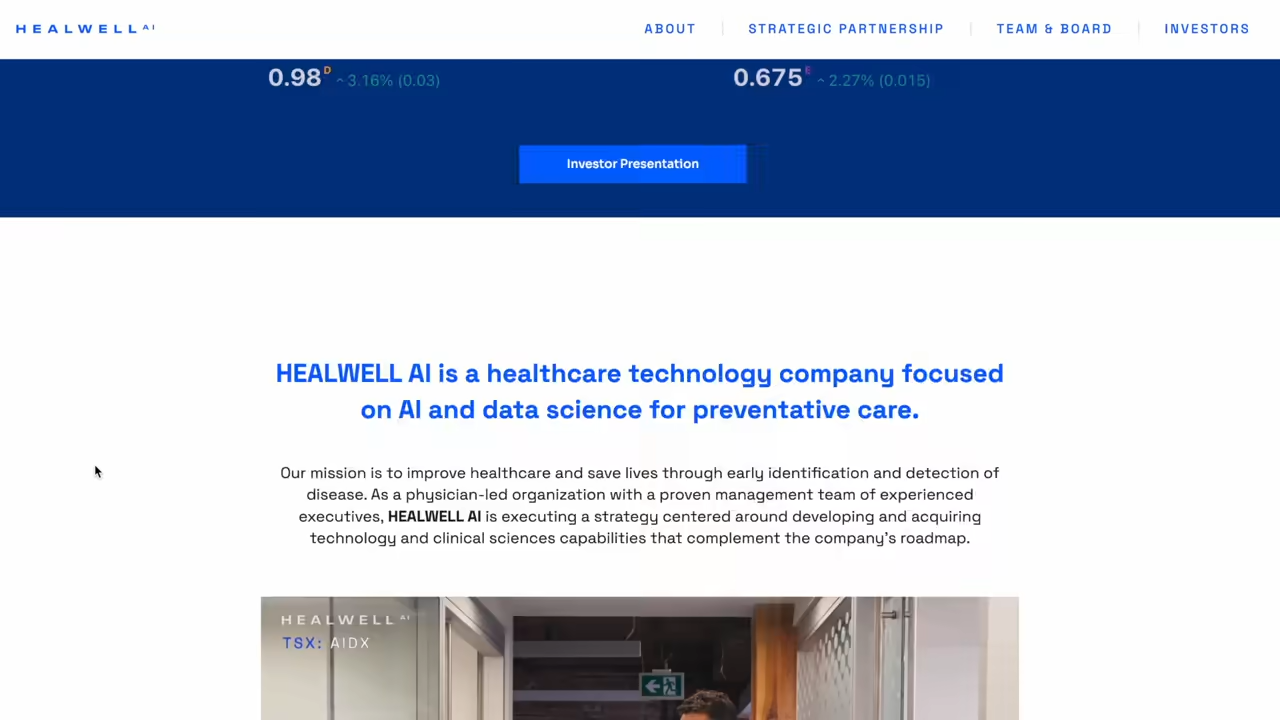 HEALWELL AI
ABOUT
STRATEGIC PARTNERSHIP
TEAM & BOARD
INVESTORS
0.98 D 3.16% (0.03)
0.675 E 2.27% (0.015)
Investor Presentation
HEALWELL AI is a healthcare technology company focused
on AI and data science for preventative care.
Our mission is to improve healthcare and save lives through early identification and detection of
disease. As a physician-led organization with a proven management team of experienced
executives, HEALWELL AI is executing a strategy centered around developing and acquiring
technology and clinical sciences capabilities that complement the company's roadmap.
HEALWELL AI
TSX: AIDX